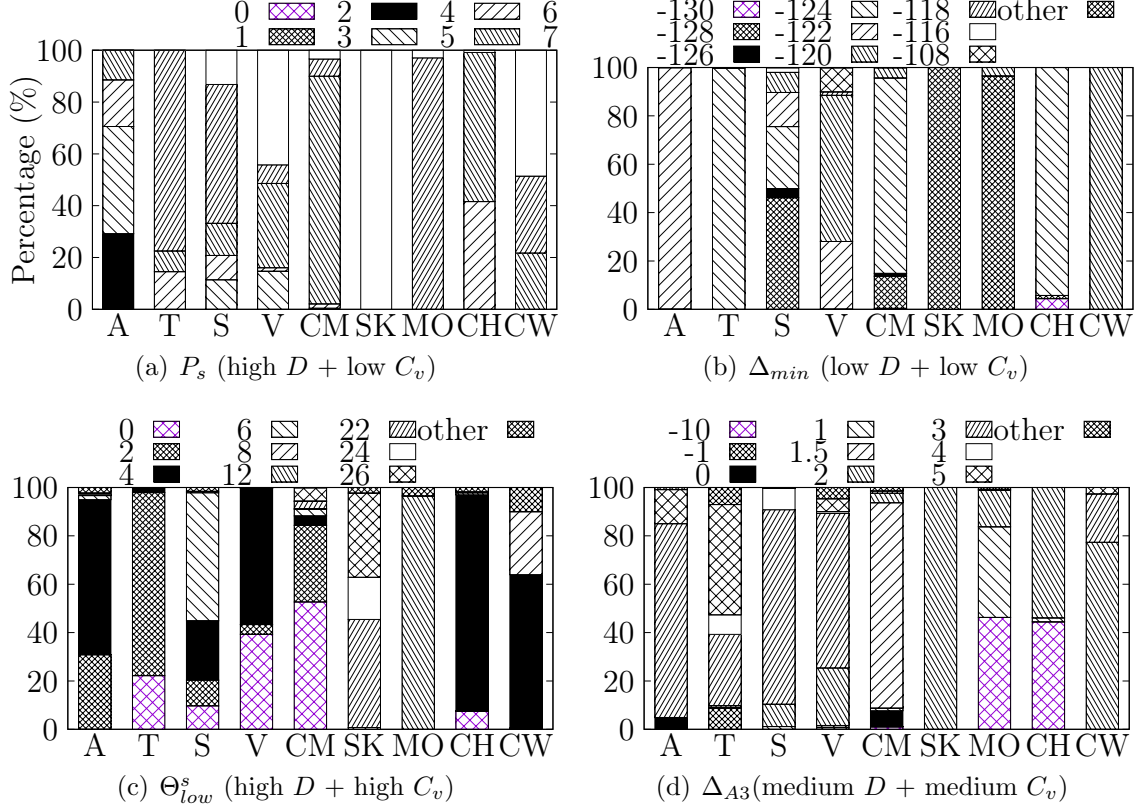 0 2 4 6
1 3 5 7
Percentage (%)
100
80
60
40
20
0
A T S V CM SK MO CH CW
(a) P_s (high D + low C_v)
-130 -124 -118 other
-128 -122 -116
-126 -120 -108
100
80
60
40
20
0
A T S V CM SK MO CH CW
(b) Δ_min (low D + low C_v)
0 6 22 other
2 8 24
4 12 26
100
80
60
40
20
0
A T S V CM SK MO CH CW
(c) Θ^s_low (high D + high C_v)
-10 1 3 other
-1 1.5 4
0 2 5
100
80
60
40
20
0
A T S V CM SK MO CH CW
(d) Δ_A3(medium D + medium C_v)